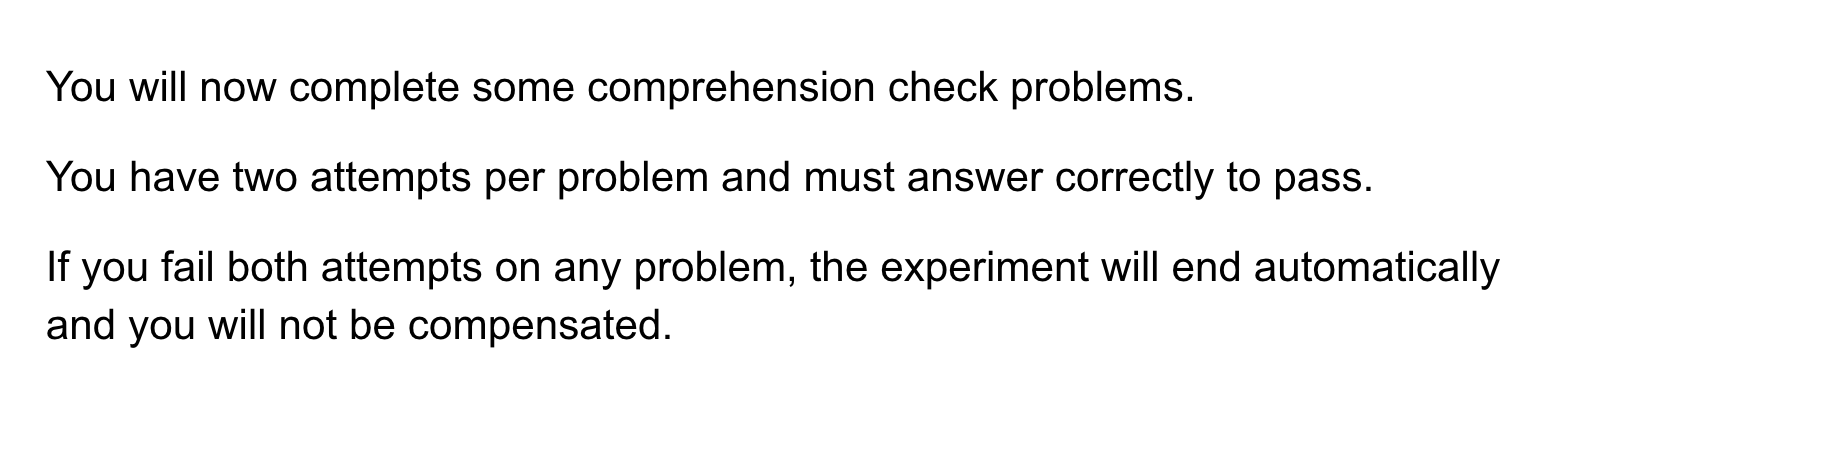 You will now complete some comprehension check problems.
You have two attempts per problem and must answer correctly to pass.
If you fail both attempts on any problem, the experiment will end automatically
and you will not be compensated.